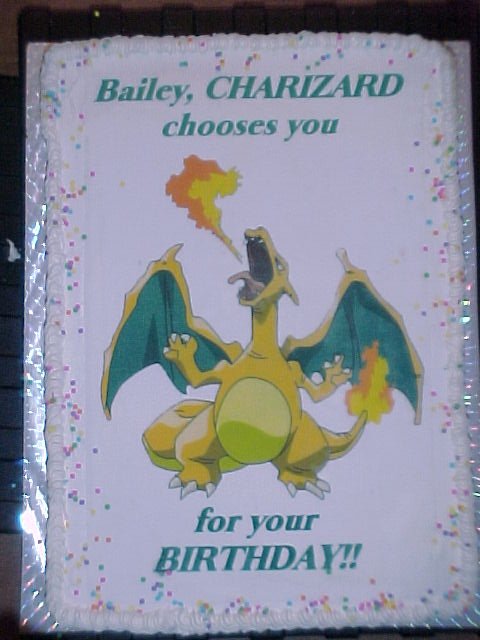 Bailey, CHARIZARD
chooses you
for your
BIRTHDAY!!